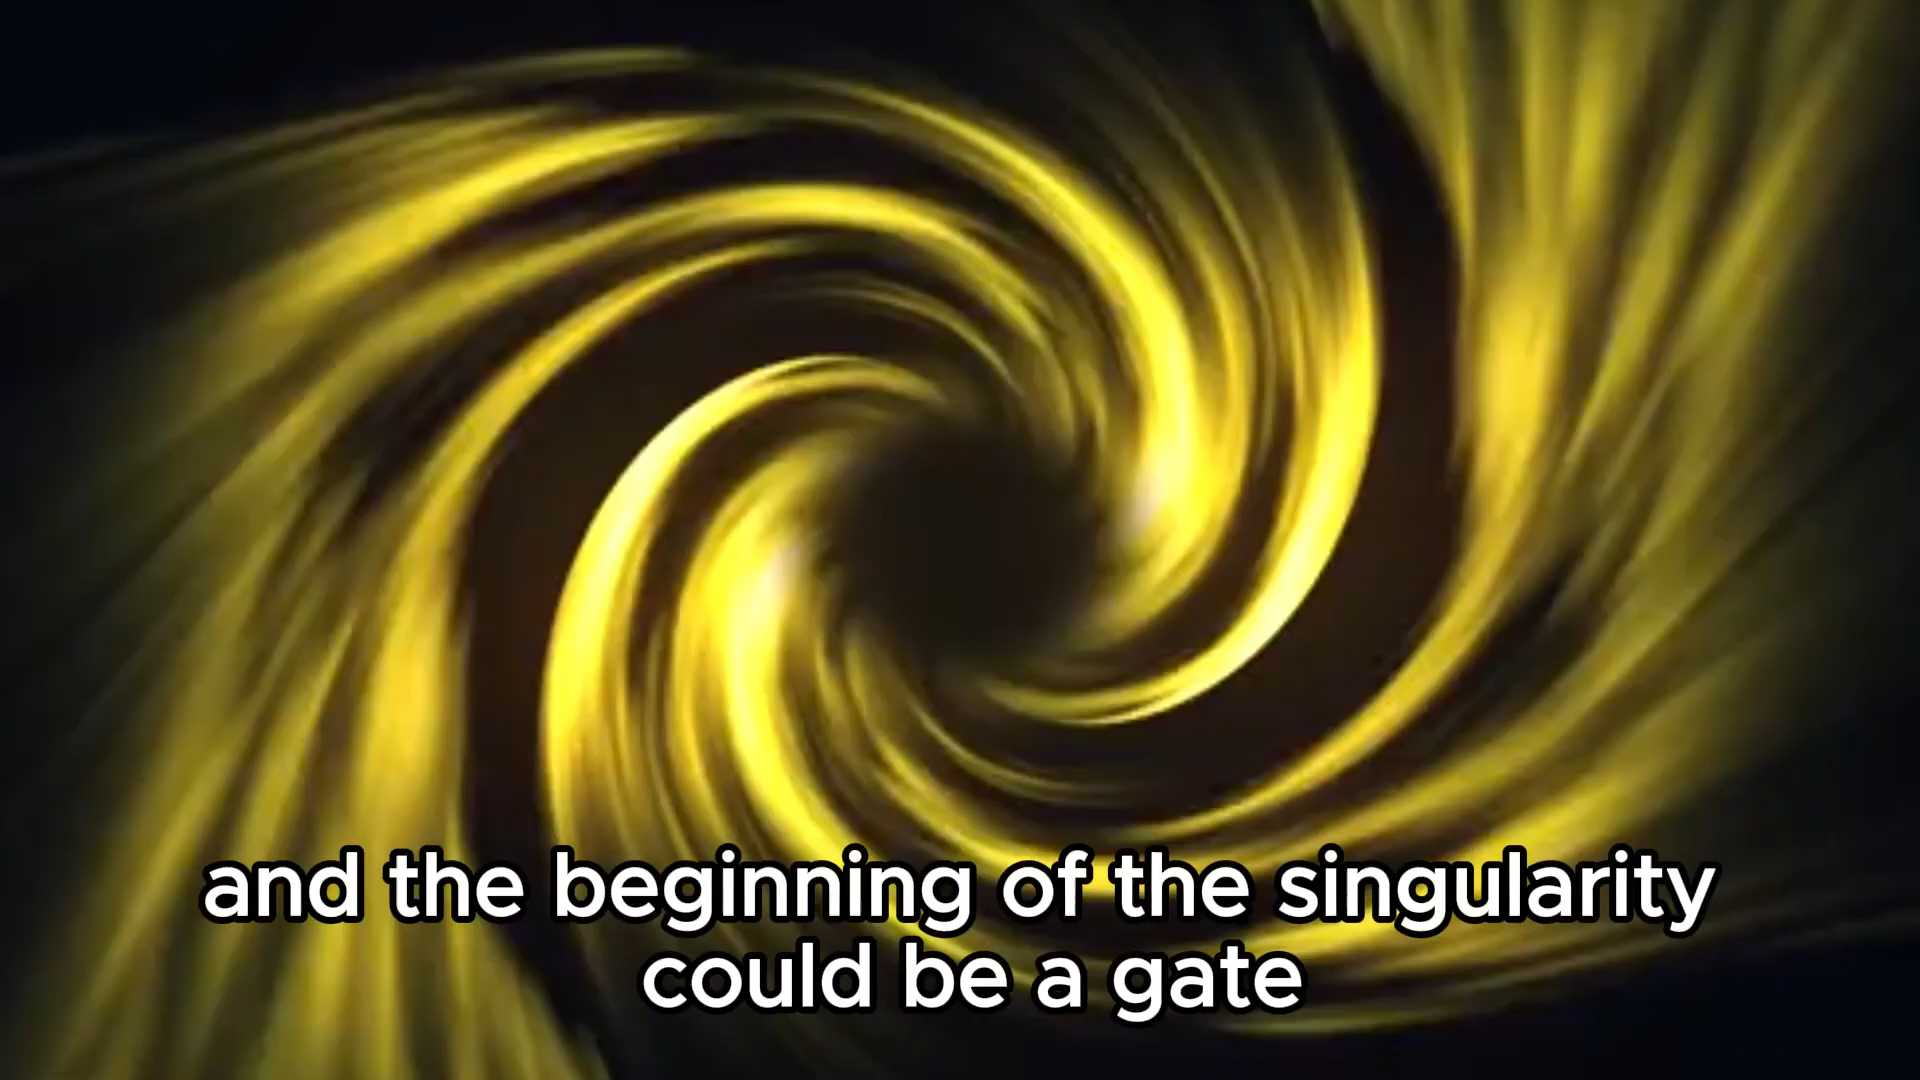 and the beginning of the singularity
could be a gate